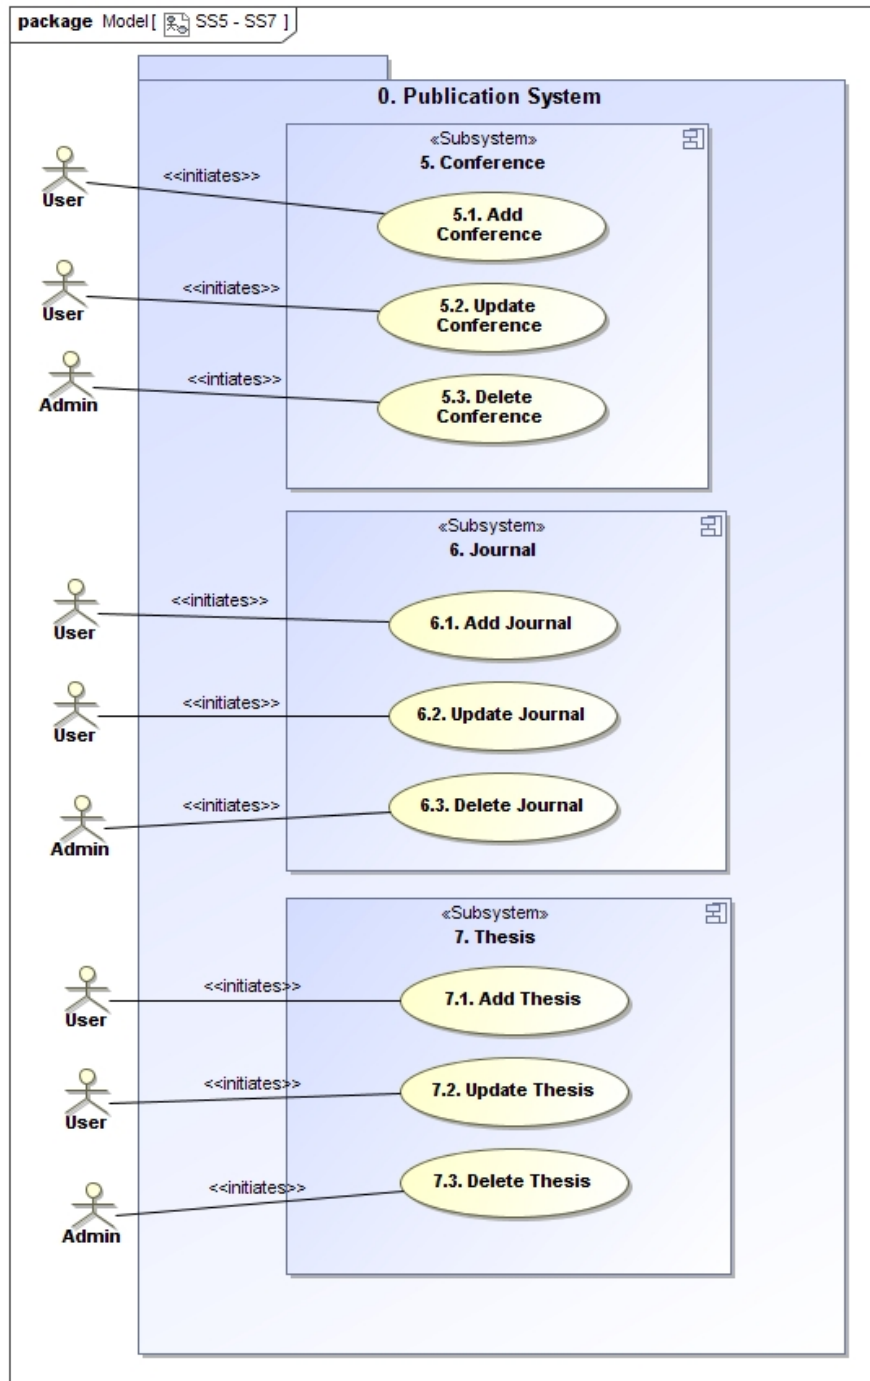 package Model [ SS5 - SS7 ]
0. Publication System
«Subsystem»
5. Conference
<<initiates>>
User
5.1. Add
Conference
<<initiates>>
User
5.2. Update
Conference
<<intiates>>
Admin
5.3. Delete
Conference
«Subsystem»
6. Journal
<<initiates>>
User
6.1. Add Journal
<<initiates>>
User
6.2. Update Journal
<<initiates>>
Admin
6.3. Delete Journal
«Subsystem»
7. Thesis
<<initiates>>
User
7.1. Add Thesis
<<initiates>>
User
7.2. Update Thesis
<<initiates>>
Admin
7.3. Delete Thesis